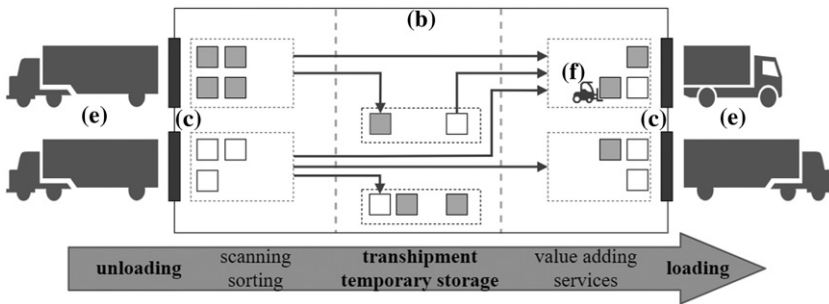 (b)
(f)
(e)
(c)
(c)
(e)
unloading
scanning
sorting
transhipment
temporary storage
value adding
services
loading